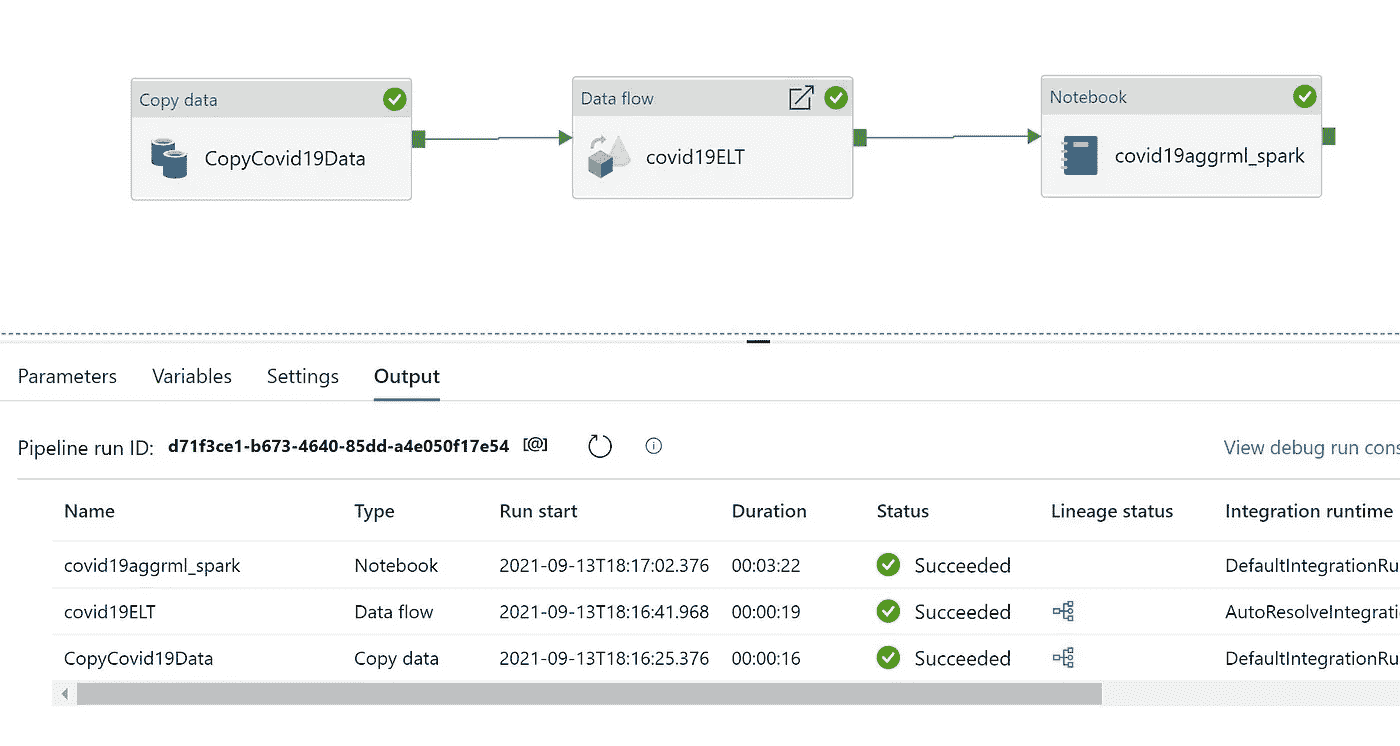 Copy data
CopyCovid19Data
Data flow
covid19ELT
Notebook
covid19aggrml_spark
Parameters Variables Settings Output
Pipeline run ID: d71f3ce1-b673-4640-85dd-a4e050f17e54 [@] View debug run cons
Name Type Run start Duration Status Lineage status Integration runtime
covid19aggrml_spark Notebook 2021-09-13T18:17:02.376 00:03:22 Succeeded DefaultIntegrationRu
covid19ELT Data flow 2021-09-13T18:16:41.968 00:00:19 Succeeded AutoResolveIntegrati
CopyCovid19Data Copy data 2021-09-13T18:16:25.376 00:00:16 Succeeded DefaultIntegrationRu